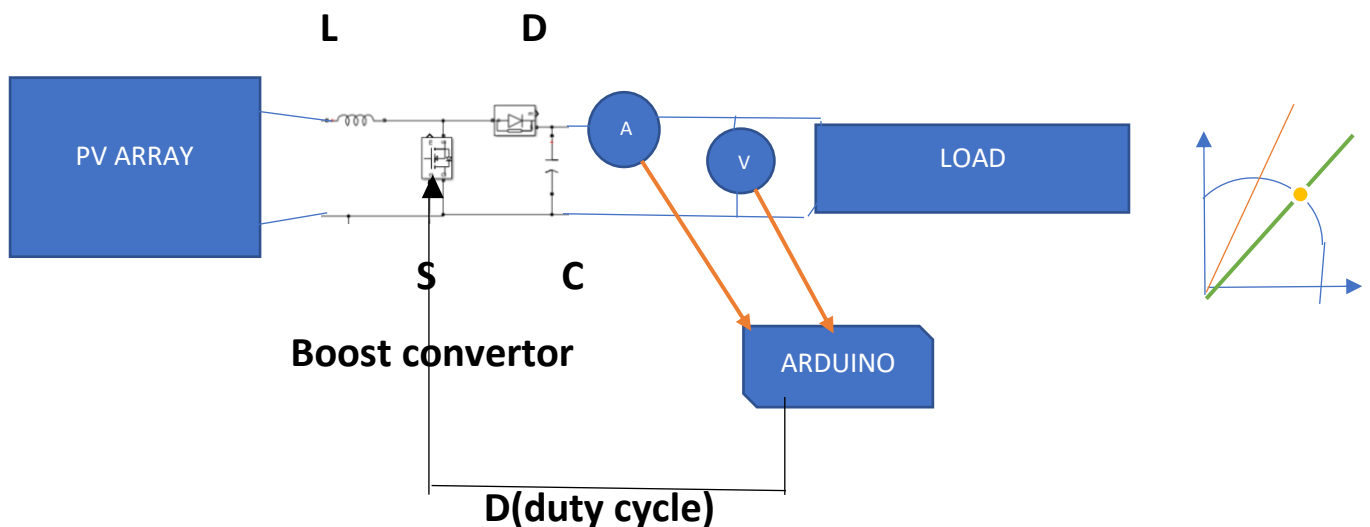 L
D
PV ARRAY
A
V
LOAD
S
C
Boost convertor
ARDUINO
D(duty cycle)